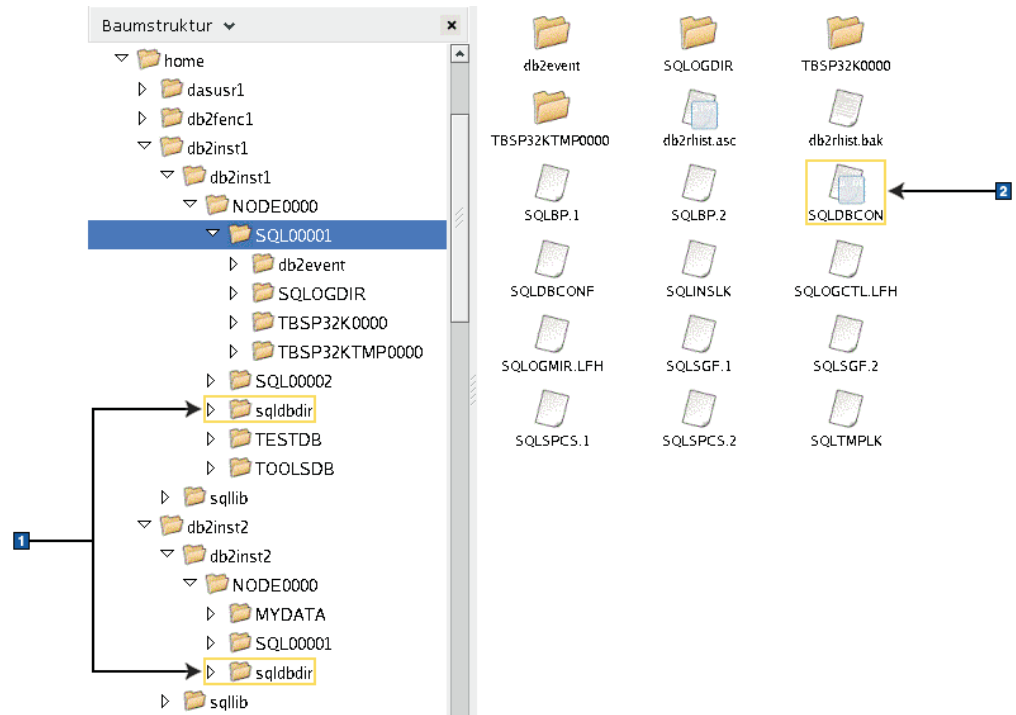 Baumstruktur
home
dasusr1
db2fenc1
db2inst1
db2inst1
NODE0000
SQL00001
db2event
SQLOGDIR
TBSP32K0000
TBSP32KTMP0000
SQL00002
sqldbdir
TESTDB
TOOLSDB
sqllib
db2inst2
db2inst2
NODE0000
MYDATA
SQL00001
sqldbdir
sqllib
1
db2event SQLOGDIR TBSP32K0000
TBSP32KTMP0000 db2rhist.asc db2rhist.bak
SQLBP.1 SQLBP.2 SQLDBCON
2
SQLDBCONF SQLINSLK SQLOGCTL.LFH
SQLOGMIR.LFH SQLSGF.1 SQLSGF.2
SQLSPCS.1 SQLSPCS.2 SQLTMPLK